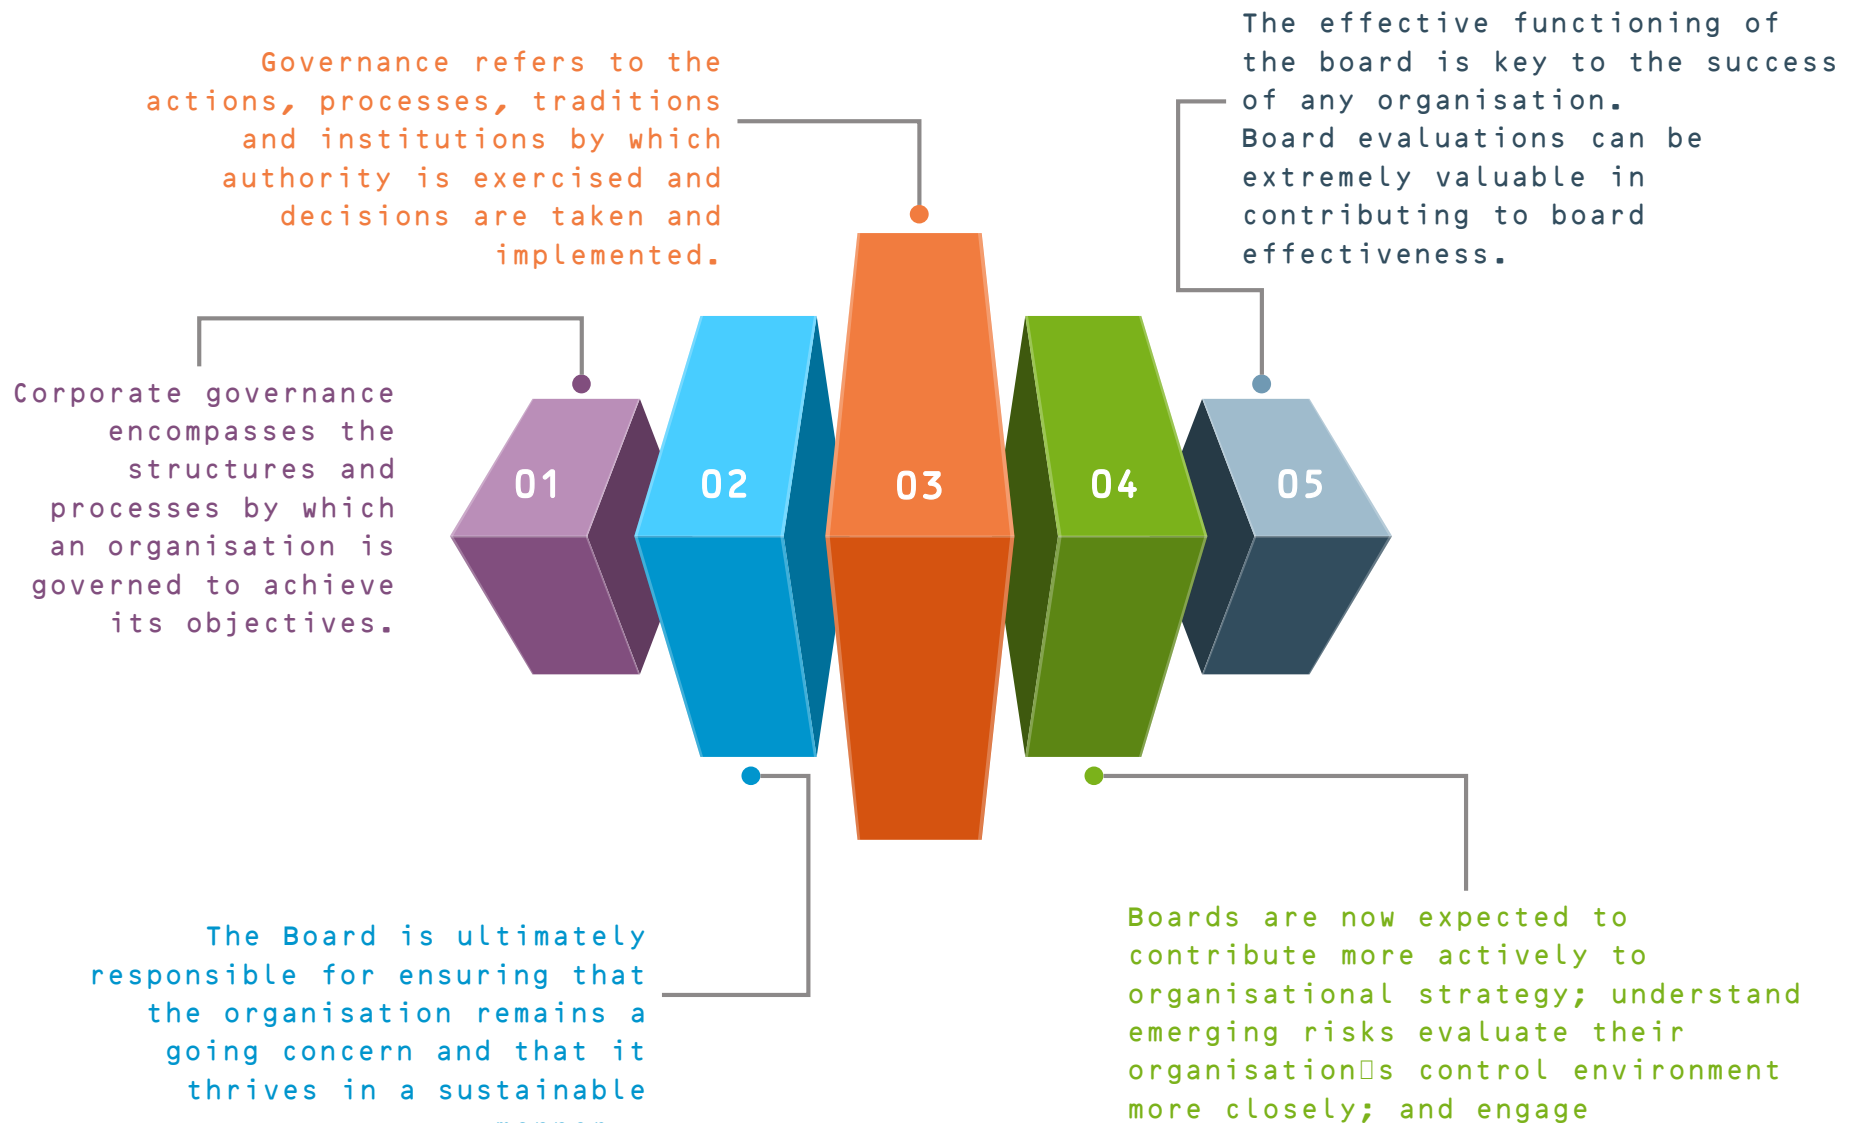 Governance refers to the
actions, processes, traditions
and institutions by which
authority is exercised and
decisions are taken and
implemented.
The effective functioning of
the board is key to the success
of any organisation.
Board evaluations can be
extremely valuable in
contributing to board
effectiveness.
Corporate governance
encompasses the
structures and
processes by which
an organisation is
governed to achieve
its objectives.
01
02
03
04
05
The Board is ultimately
responsible for ensuring that
the organisation remains a
going concern and that it
thrives in a sustainable
Boards are now expected to
contribute more actively to
organisational strategy; understand
emerging risks evaluate their
organisation□s control environment
more closely; and engage